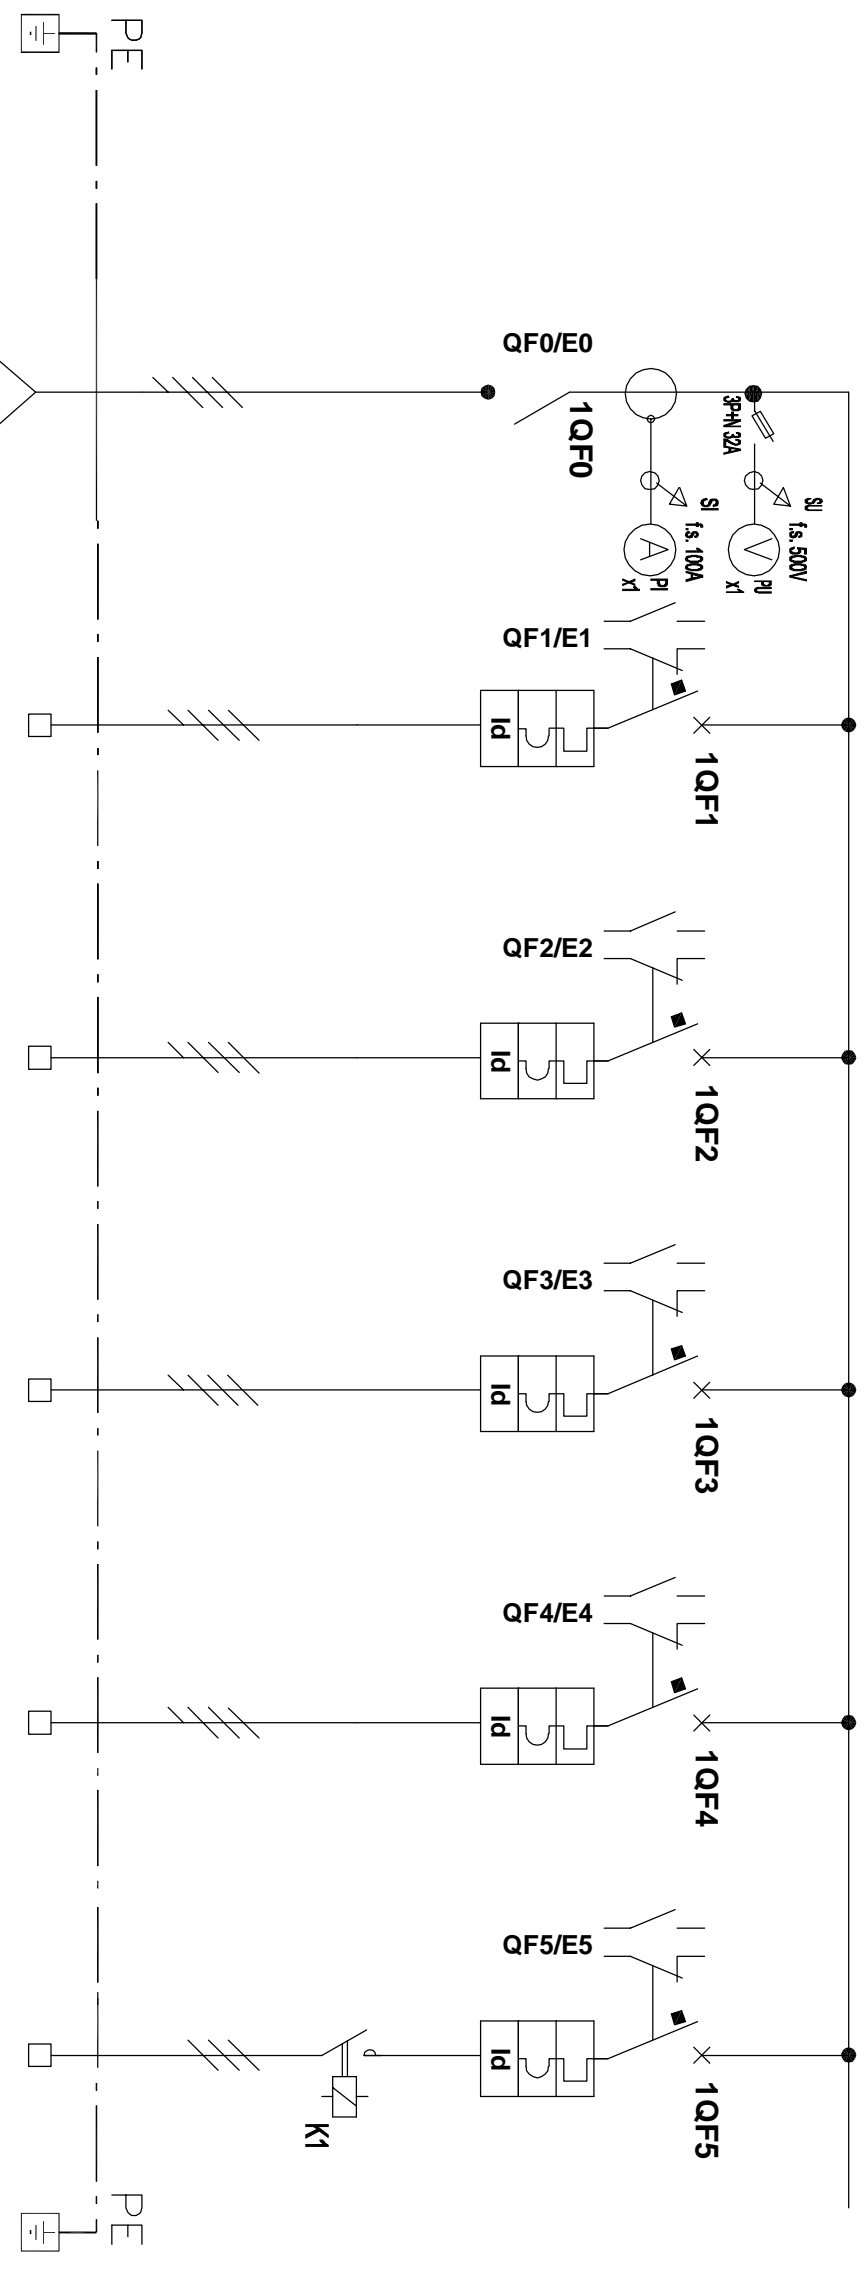 PE
QF0/E0
1QF0
3P+N 32A
SU
f.s. 500V
PU
x1
V
SI
f.s. 100A
PI
x1
A
QF1/E1
1QF1
Id
QF2/E2
1QF2
Id
QF3/E3
1QF3
Id
QF4/E4
1QF4
Id
QF5/E5
1QF5
Id
K1
PE